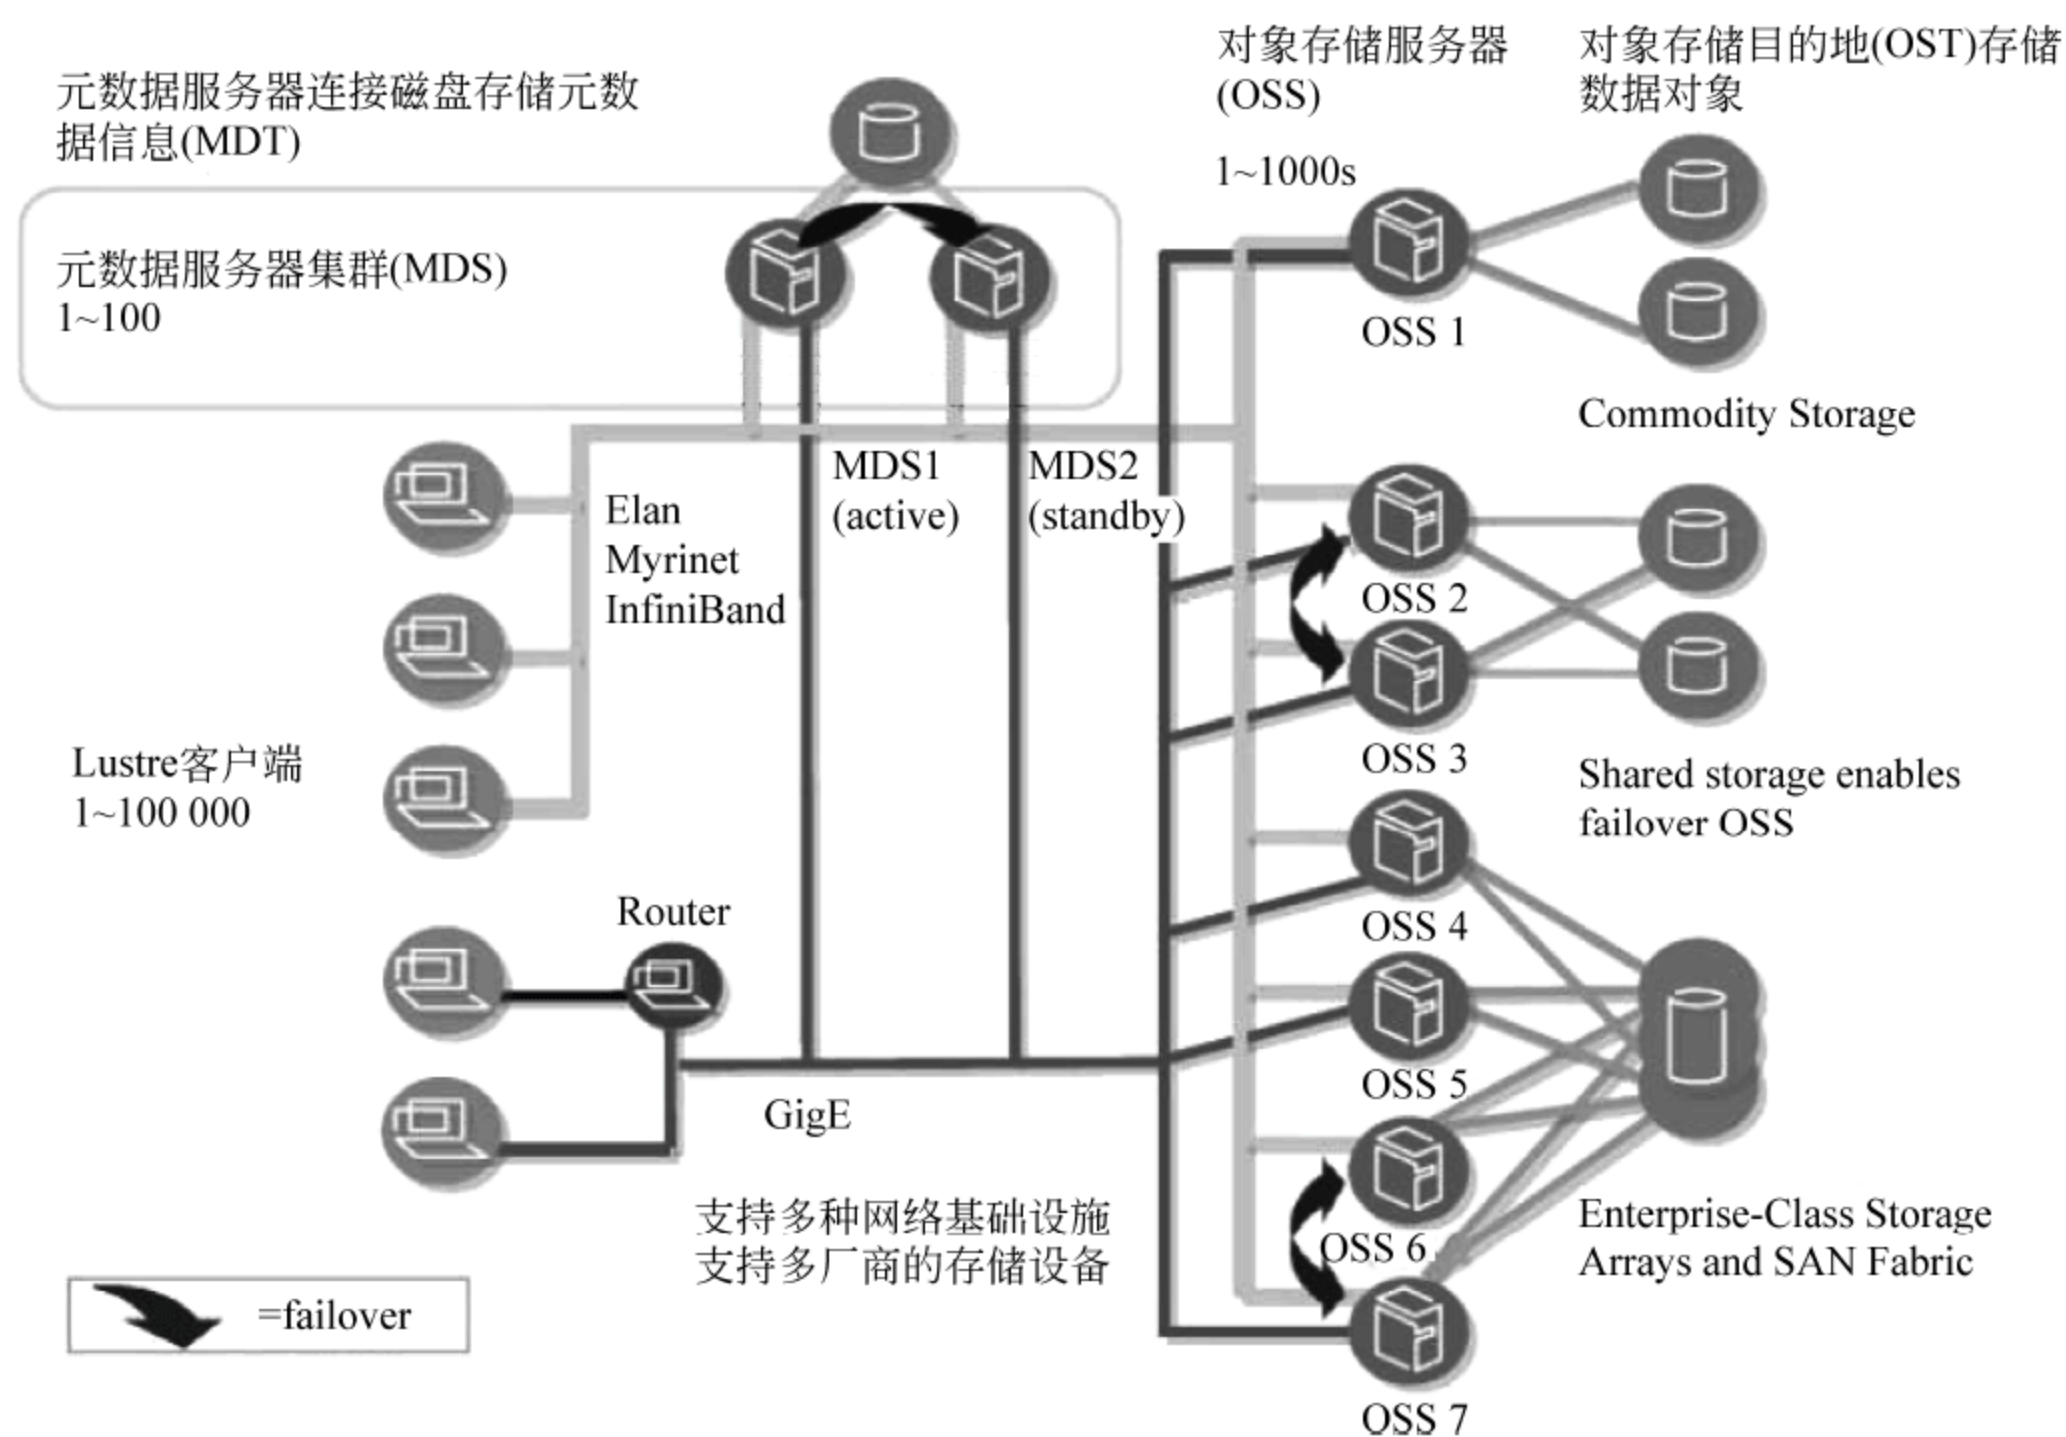 元数据服务器连接磁盘存储元数
据信息(MDT)
对象存储服务器
(OSS)
1~1000s
对象存储目的地(OST)存储
数据对象
元数据服务器集群(MDS)
1~100
OSS 1
Commodity Storage
MDS1
(active)
MDS2
(standby)
Elan
Myrinet
InfiniBand
OSS 2
OSS 3
Shared storage enables
failover OSS
Lustre客户端
1~100 000
Router
OSS 4
OSS 5
GigE
支持多种网络基础设施
支持多厂商的存储设备
OSS 6
Enterprise-Class Storage
Arrays and SAN Fabric
=failover
OSS 7